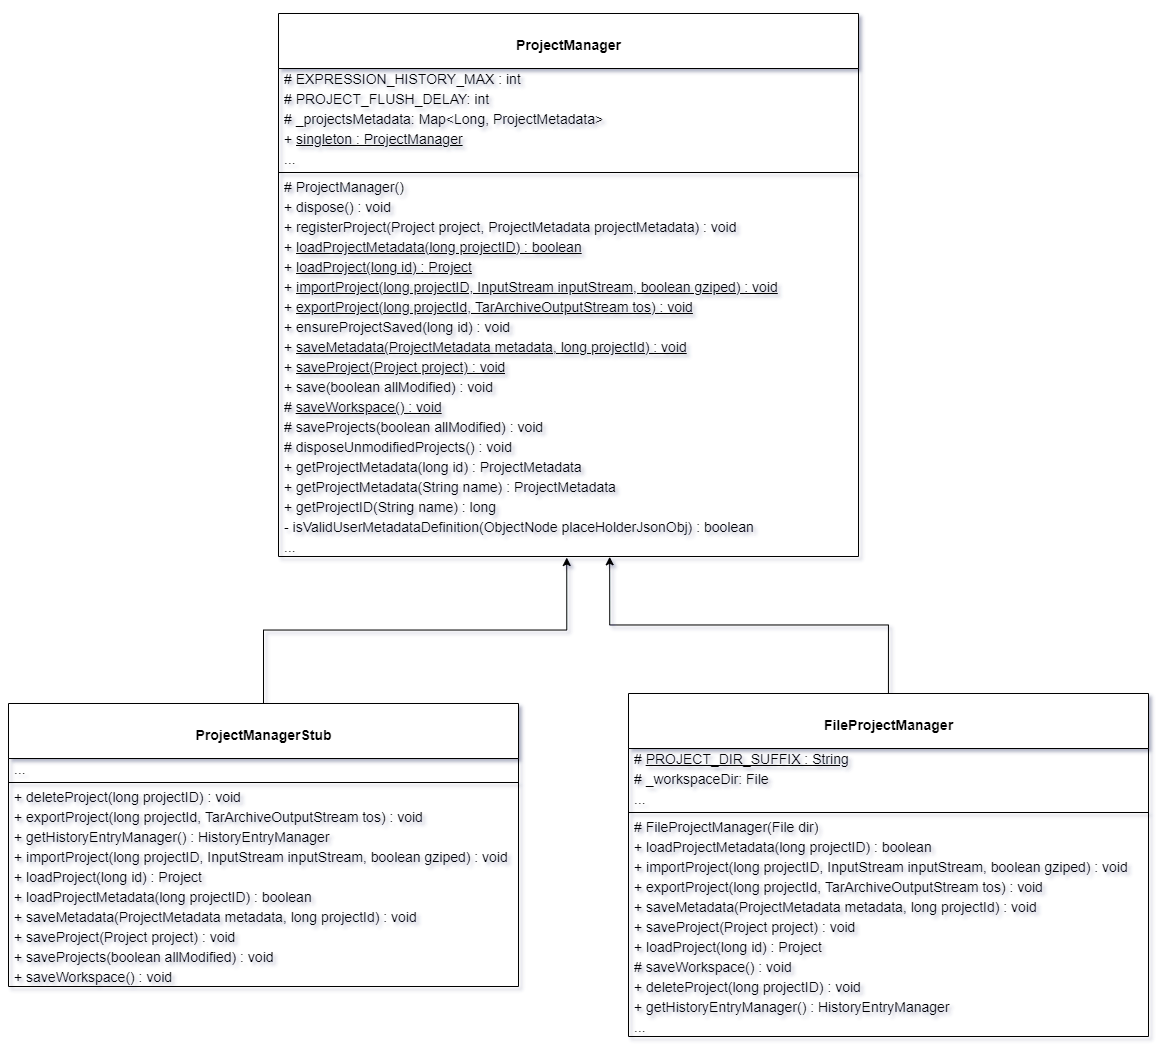 ProjectManager
# EXPRESSION_HISTORY_MAX : int
# PROJECT_FLUSH_DELAY: int
# _projectsMetadata: Map<Long, ProjectMetadata>
+ singleton : ProjectManager
...
# ProjectManager()
+ dispose() : void
+ registerProject(Project project, ProjectMetadata projectMetadata) : void
+ loadProjectMetadata(long projectID) : boolean
+ loadProject(long id) : Project
+ importProject(long projectID, InputStream inputStream, boolean gziped) : void
+ exportProject(long projectId, TarArchiveOutputStream tos) : void
+ ensureProjectSaved(long id) : void
+ saveMetadata(ProjectMetadata metadata, long projectId) : void
+ saveProject(Project project) : void
+ save(boolean allModified) : void
# saveWorkspace() : void
# saveProjects(boolean allModified) : void
# disposeUnmodifiedProjects() : void
+ getProjectMetadata(long id) : ProjectMetadata
+ getProjectMetadata(String name) : ProjectMetadata
+ getProjectID(String name) : long
- isValidUserMetadataDefinition(ObjectNode placeHolderJsonObj) : boolean
...
ProjectManagerStub
...
+ deleteProject(long projectID) : void
+ exportProject(long projectId, TarArchiveOutputStream tos) : void
+ getHistoryEntryManager() : HistoryEntryManager
+ importProject(long projectID, InputStream inputStream, boolean gziped) : void
+ loadProject(long id) : Project
+ loadProjectMetadata(long projectID) : boolean
+ saveMetadata(ProjectMetadata metadata, long projectId) : void
+ saveProject(Project project) : void
+ saveProjects(boolean allModified) : void
+ saveWorkspace() : void
FileProjectManager
# PROJECT_DIR_SUFFIX : String
# _workspaceDir: File
...
# FileProjectManager(File dir)
+ loadProjectMetadata(long projectID) : boolean
+ importProject(long projectID, InputStream inputStream, boolean gziped) : void
+ exportProject(long projectId, TarArchiveOutputStream tos) : void
+ saveMetadata(ProjectMetadata metadata, long projectId) : void
+ saveProject(Project project) : void
+ loadProject(long id) : Project
# saveWorkspace() : void
+ deleteProject(long projectID) : void
+ getHistoryEntryManager() : HistoryEntryManager
...